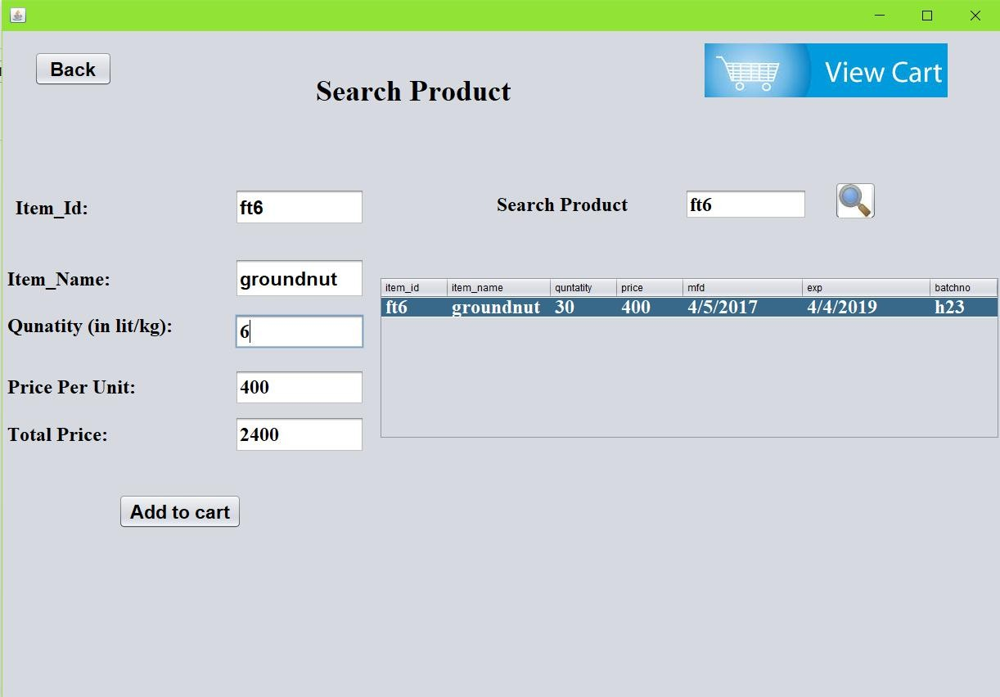 Back
Search Product
View Cart
Item_Id:
ft6
Search Product
ft6
Item_Name:
groundnut
Qunatity (in lit/kg):
6
Price Per Unit:
400
Total Price:
2400
Add to cart
item_id item_name quntatity price mfd exp batchno
ft6 groundnut 30 400 4/5/2017 4/4/2019 h23